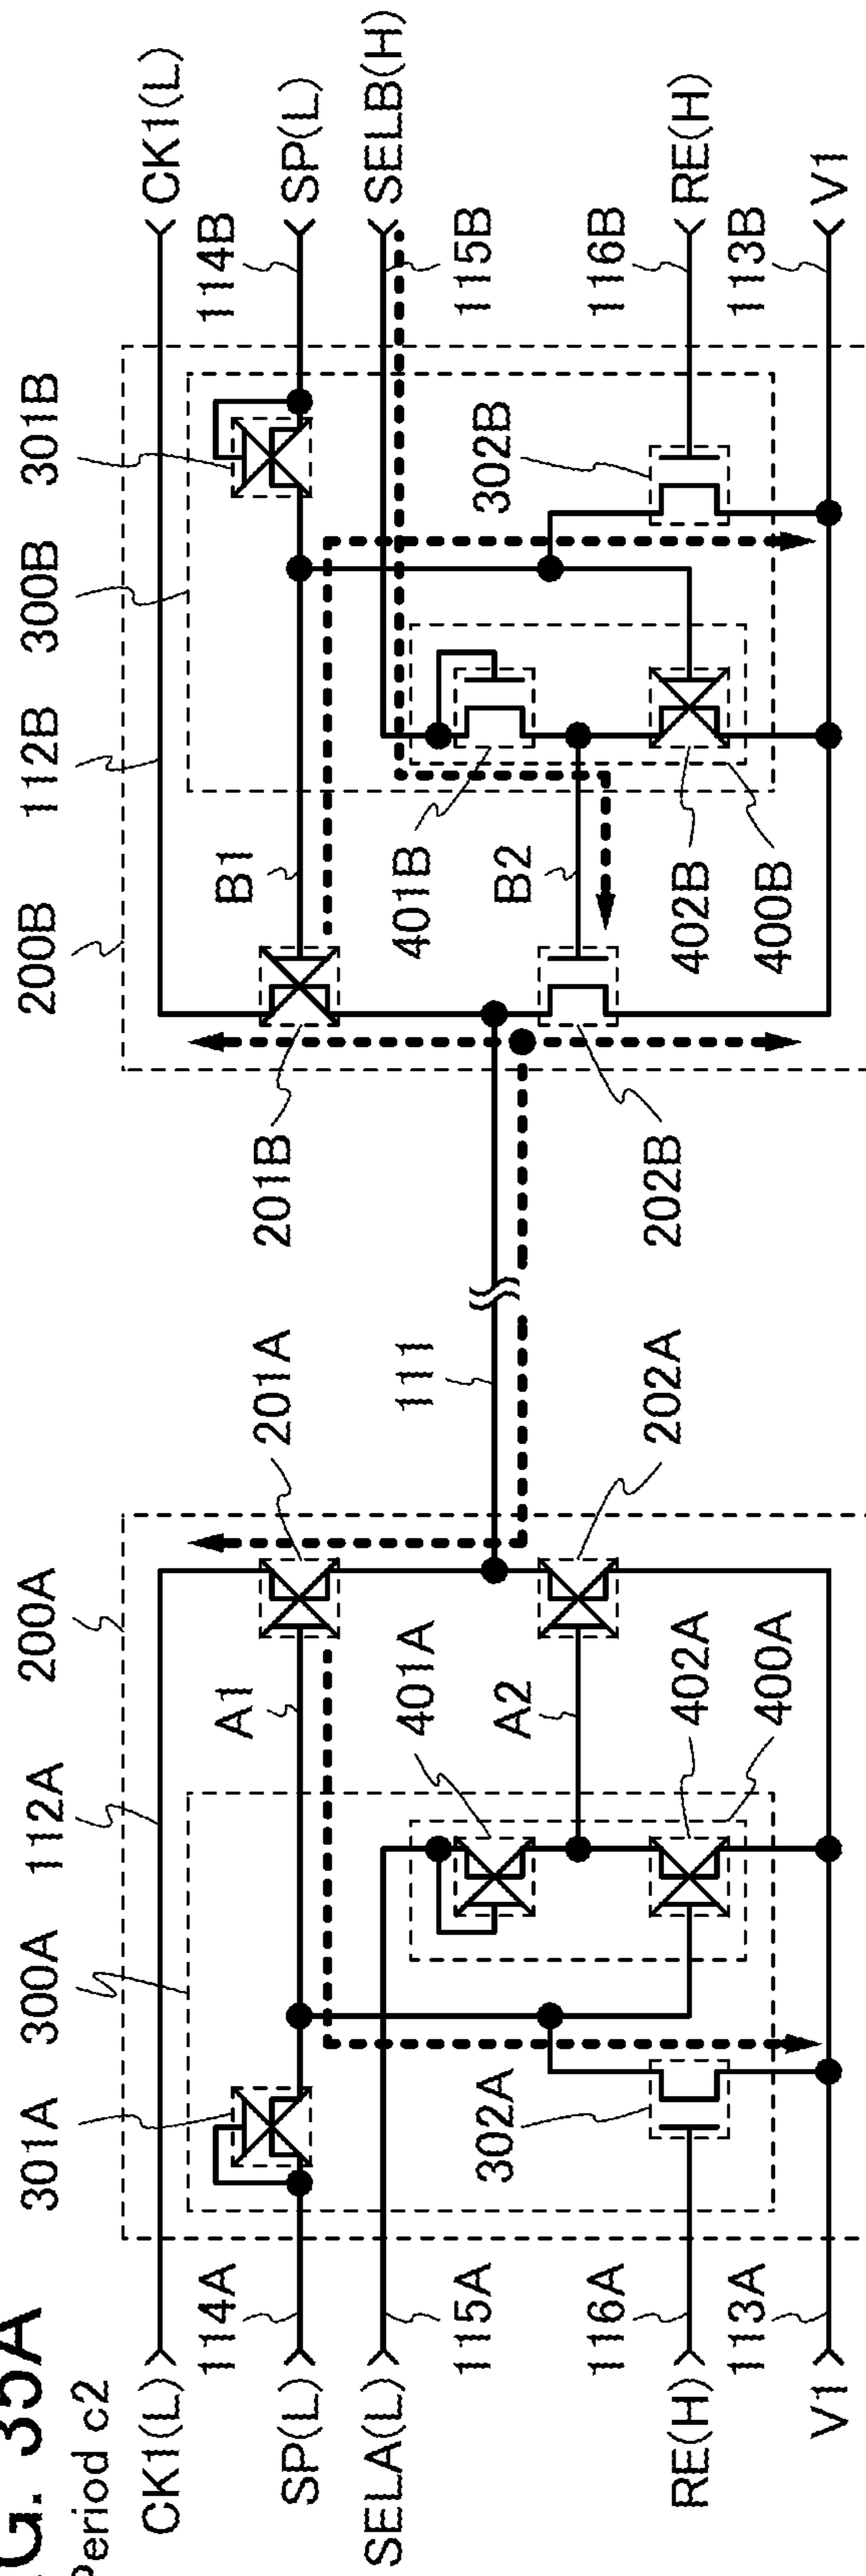 G. 35A
Period c2
301A 300A 112A 200A 200B 112B 300B 301B
CK1(L) CK1(L)
114A A1 B1 114B
201A 201B
SP(L) SP(L)
SELA(L) SELB(H)
401A 111 401B
115A 302A A2 B2 302B 115B
116A 116B
202A 202B
RE(H) 402A 402B RE(H)
113A 400A 400B 113B
V1 V1